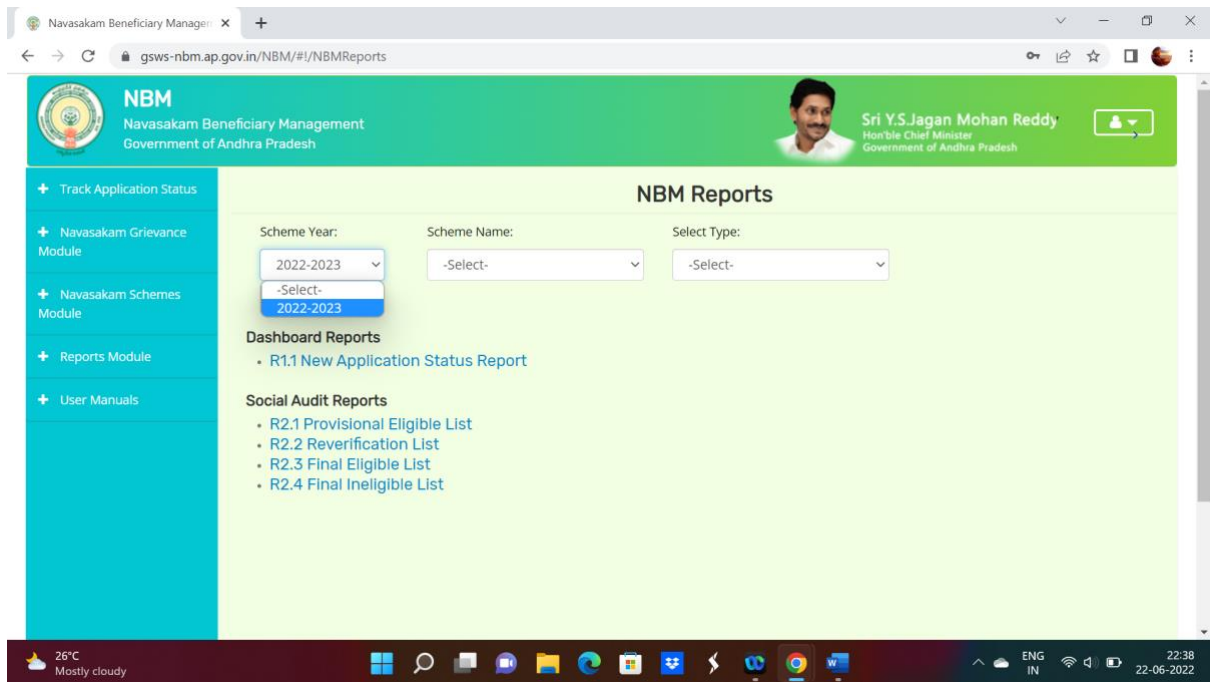 Navasakam Beneficiary Managem
gsws-nbm.ap.gov.in/NBM/#!/NBMReports
NBM
Navasakam Beneficiary Management
Government of Andhra Pradesh
Sri Y.S.Jagan Mohan Reddy
Hon'ble Chief Minister
Government of Andhra Pradesh
Track Application Status
Navasakam Grievance
Module
Navasakam Schemes
Module
Reports Module
User Manuals
NBM Reports
Scheme Year: Scheme Name: Select Type:
2022-2023 -Select- -Select-
-Select-
2022-2023
Dashboard Reports
• R1.1 New Application Status Report
Social Audit Reports
• R2.1 Provisional Eligible List
• R2.2 Reverification List
• R2.3 Final Eligible List
• R2.4 Final Ineligible List
26°C
Mostly cloudy
ENG
IN
22:38
22-06-2022